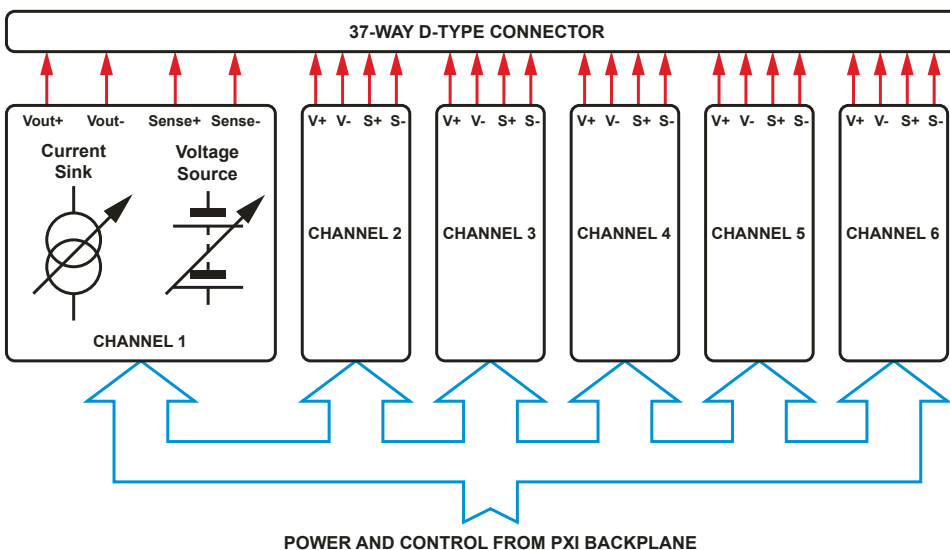 37-WAY D-TYPE CONNECTOR
Vout+ Vout- Sense+ Sense- V+ V- S+ S- V+ V- S+ S- V+ V- S+ S- V+ V- S+ S- V+ V- S+ S-
Current Voltage
Sink Source
CHANNEL 2 CHANNEL 3 CHANNEL 4 CHANNEL 5 CHANNEL 6
CHANNEL 1
POWER AND CONTROL FROM PXI BACKPLANE